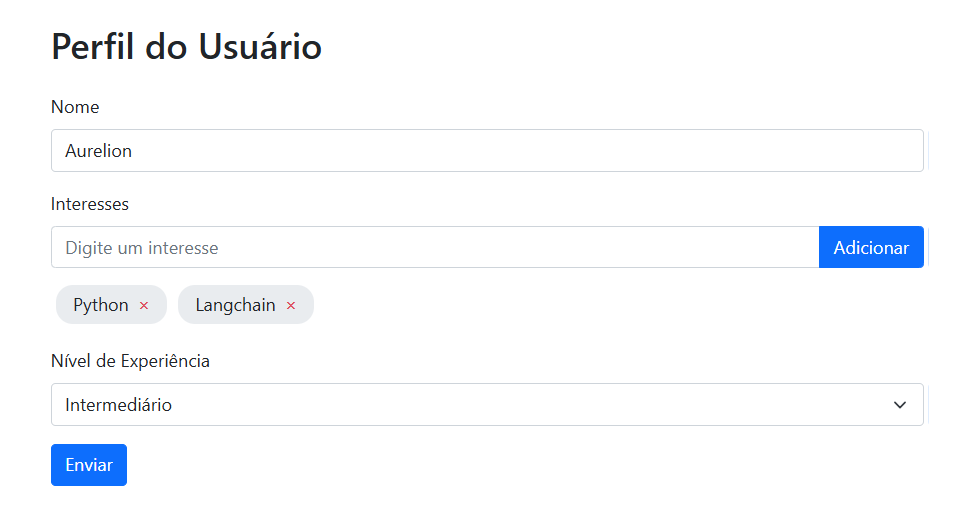 Perfil do Usuário
Nome
Aurelion
Interesses
Digite um interesse Adicionar
Python × Langchain ×
Nível de Experiência
Intermediário
Enviar